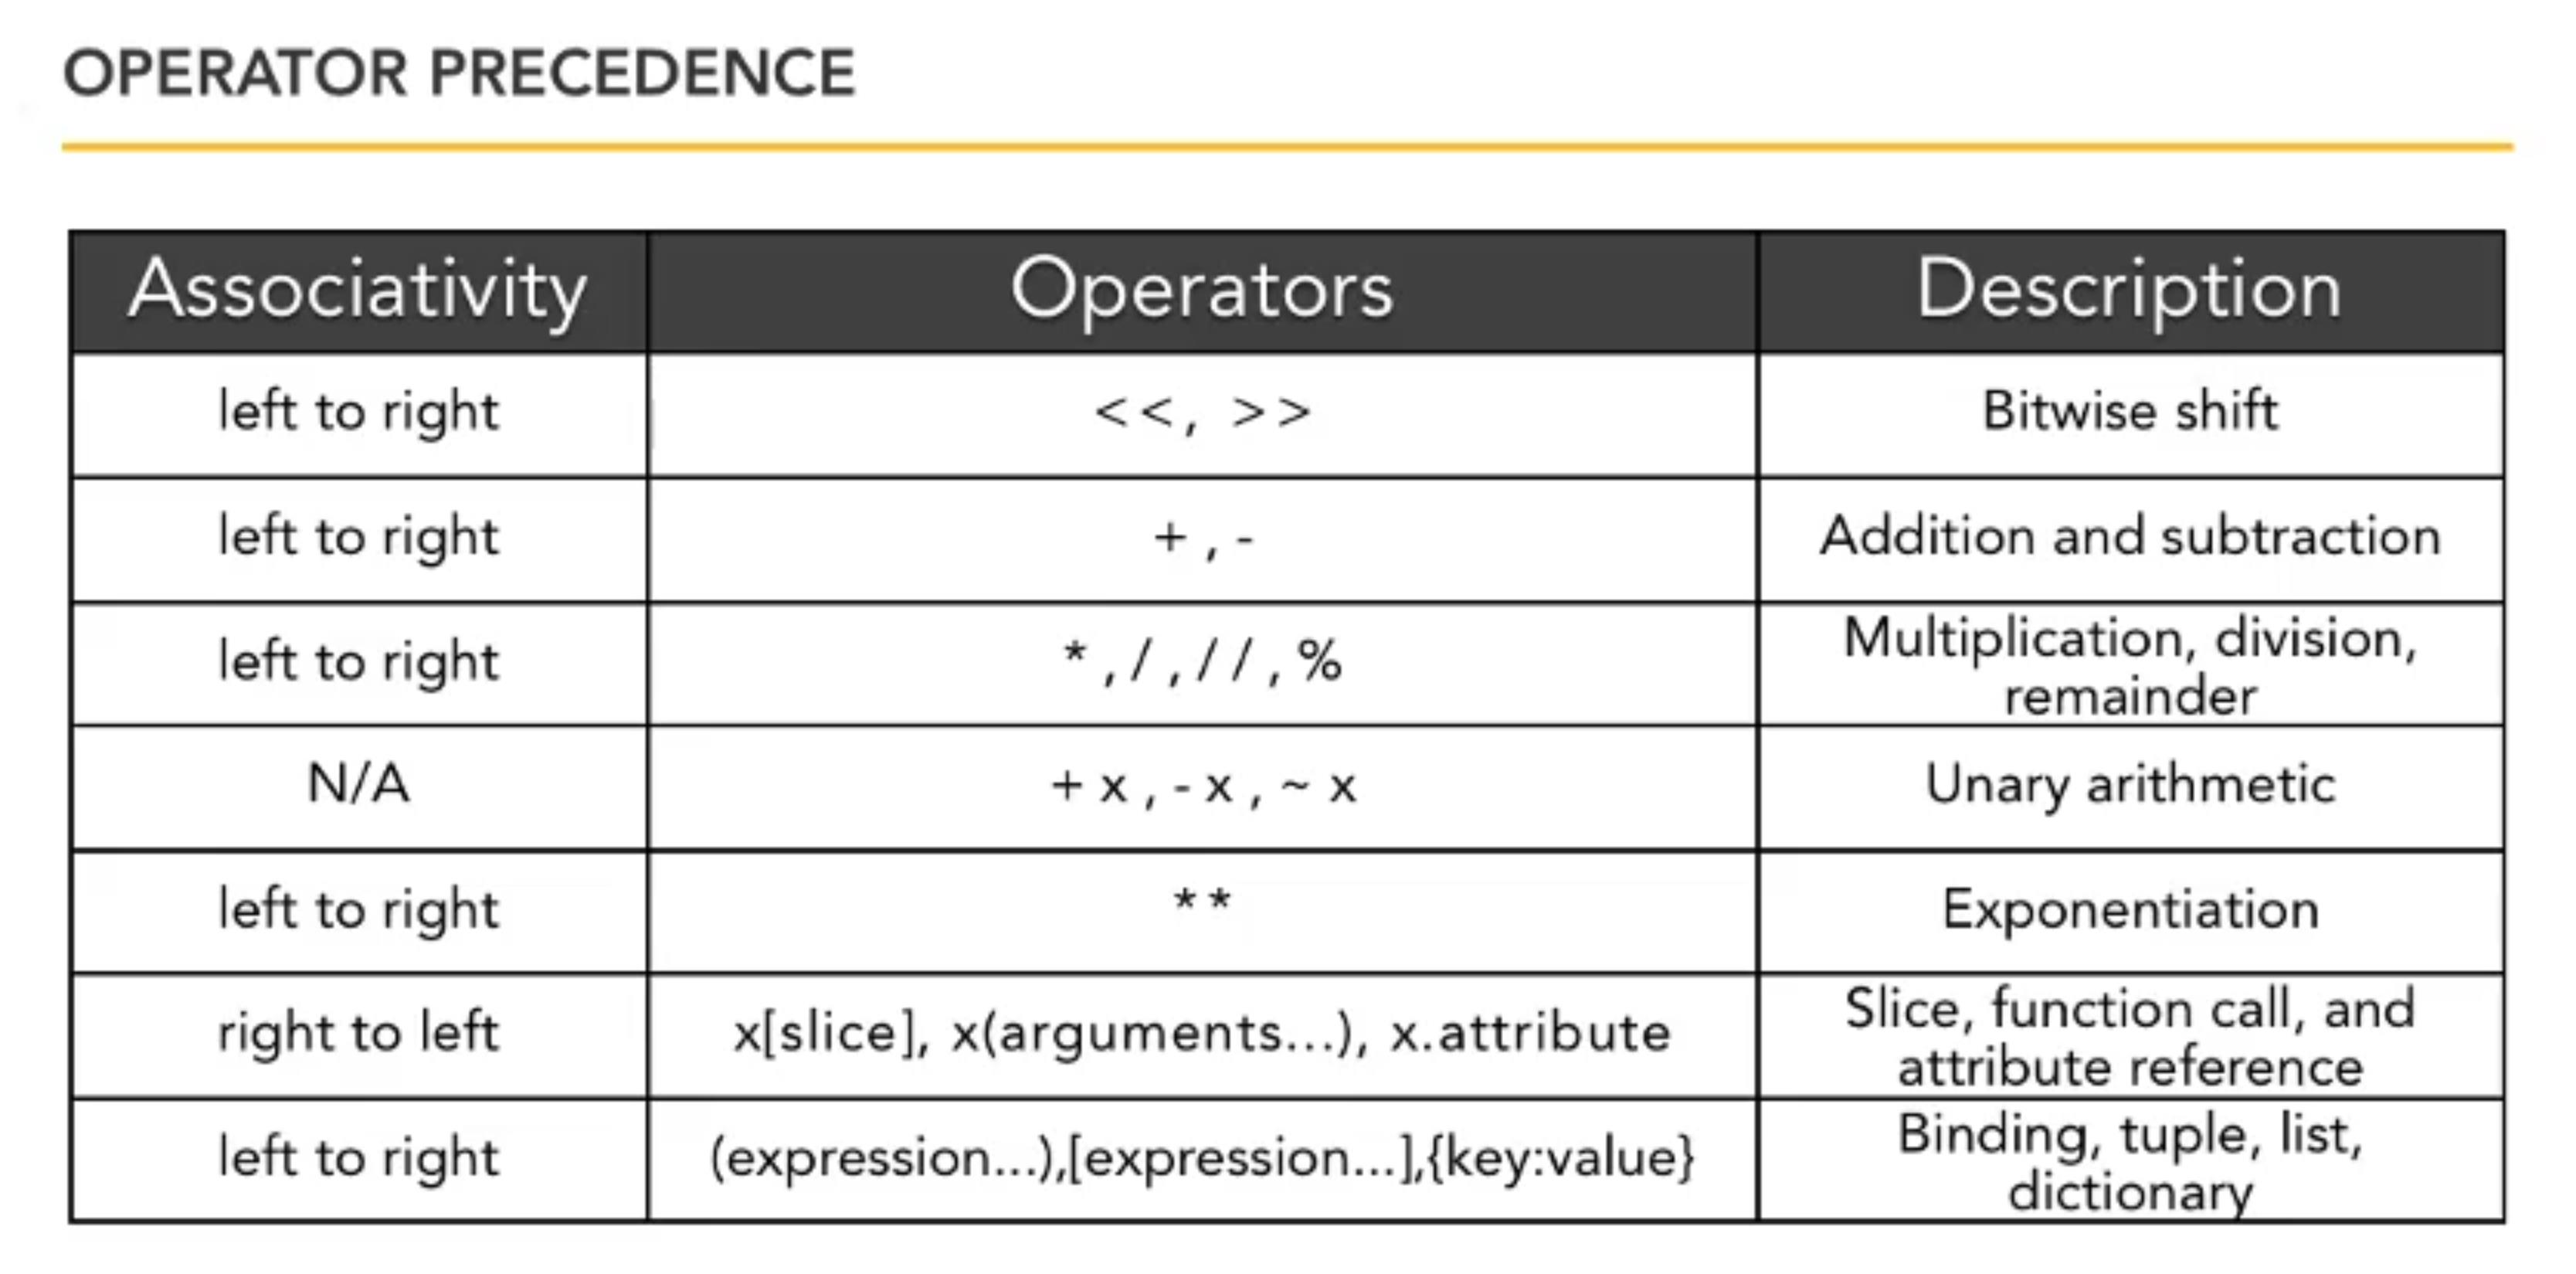 OPERATOR PRECEDENCE
Associativity Operators Description
left to right <<, >> Bitwise shift
left to right + , - Addition and subtraction
left to right * , / , / / , % Multiplication, division,
remainder
N/A + x , - x , ~ x Unary arithmetic
left to right ** Exponentiation
right to left x[slice], x(arguments...), x.attribute Slice, function call, and
attribute reference
left to right (expression...),[expression...],{key:value} Binding, tuple, list,
dictionary